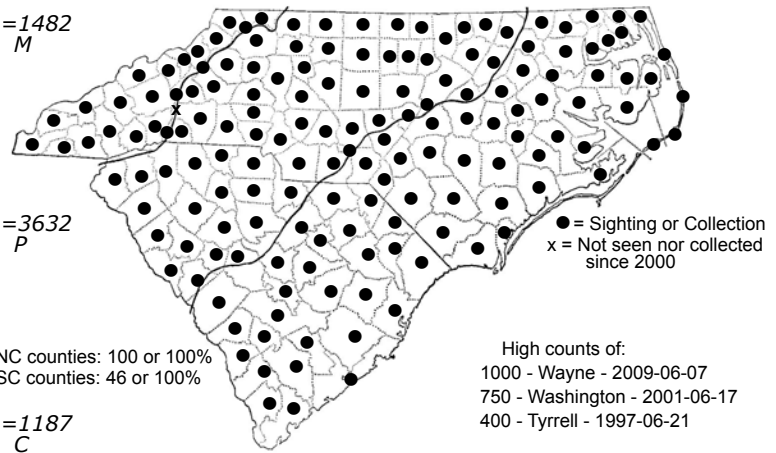 =1482
M
=3632
P
● = Sighting or Collection
x = Not seen nor collected
since 2000
x
NC counties: 100 or 100%
SC counties: 46 or 100%
High counts of:
1000 - Wayne - 2009-06-07
750 - Washington - 2001-06-17
400 - Tyrrell - 1997-06-21
=1187
C